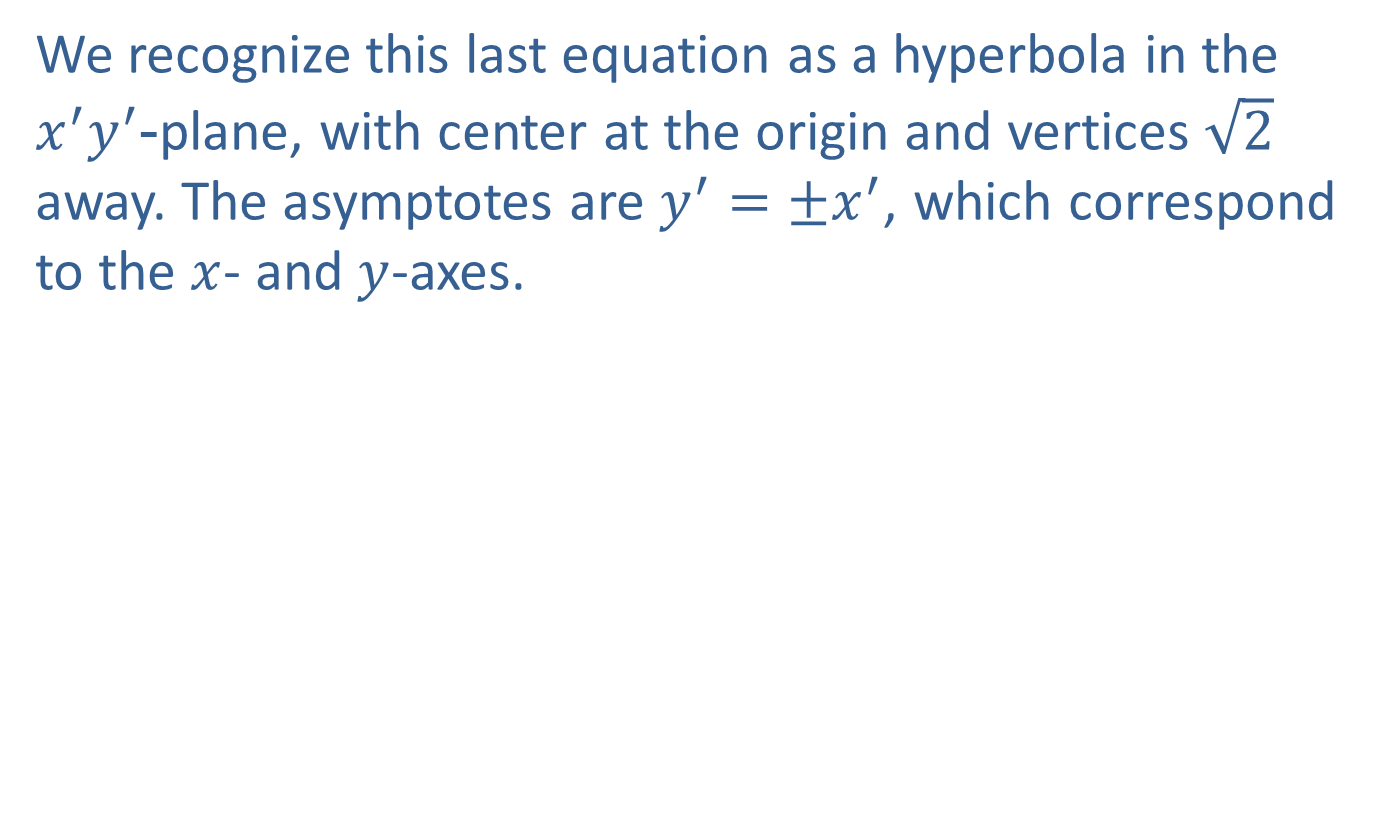 We recognize this last equation as a hyperbola in the
x′y′-plane, with center at the origin and vertices √2
away. The asymptotes are y′ = ±x′, which correspond
to the x- and y-axes.